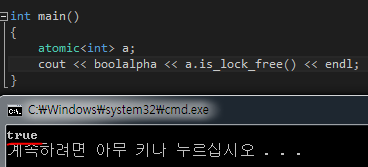 int main()
{
atomic<int> a;
cout << boolalpha << a.is_lock_free() << endl;
}
C:\Windows\system32\cmd.exe
true
계속하려면 아무 키나 누르십시오 . . .